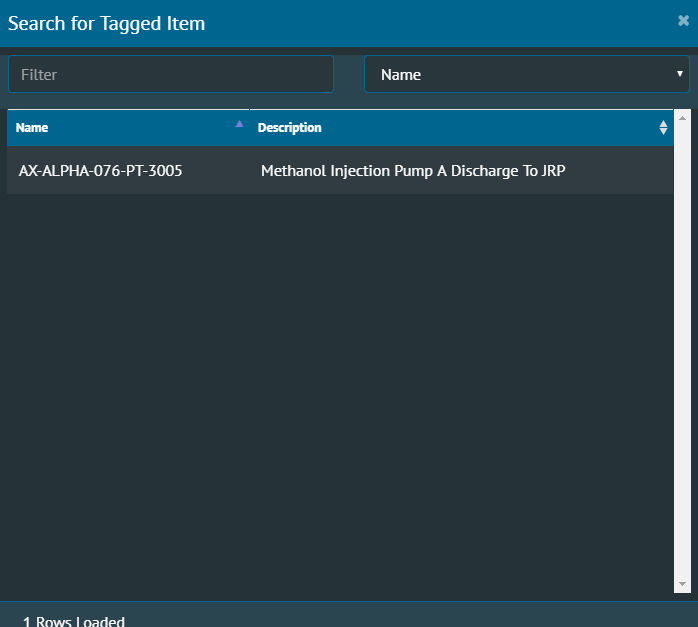 Search for Tagged Item
Filter
Name
Name
Description
AX-ALPHA-076-PT-3005
Methanol Injection Pump A Discharge To JRP
1 Rows Loaded